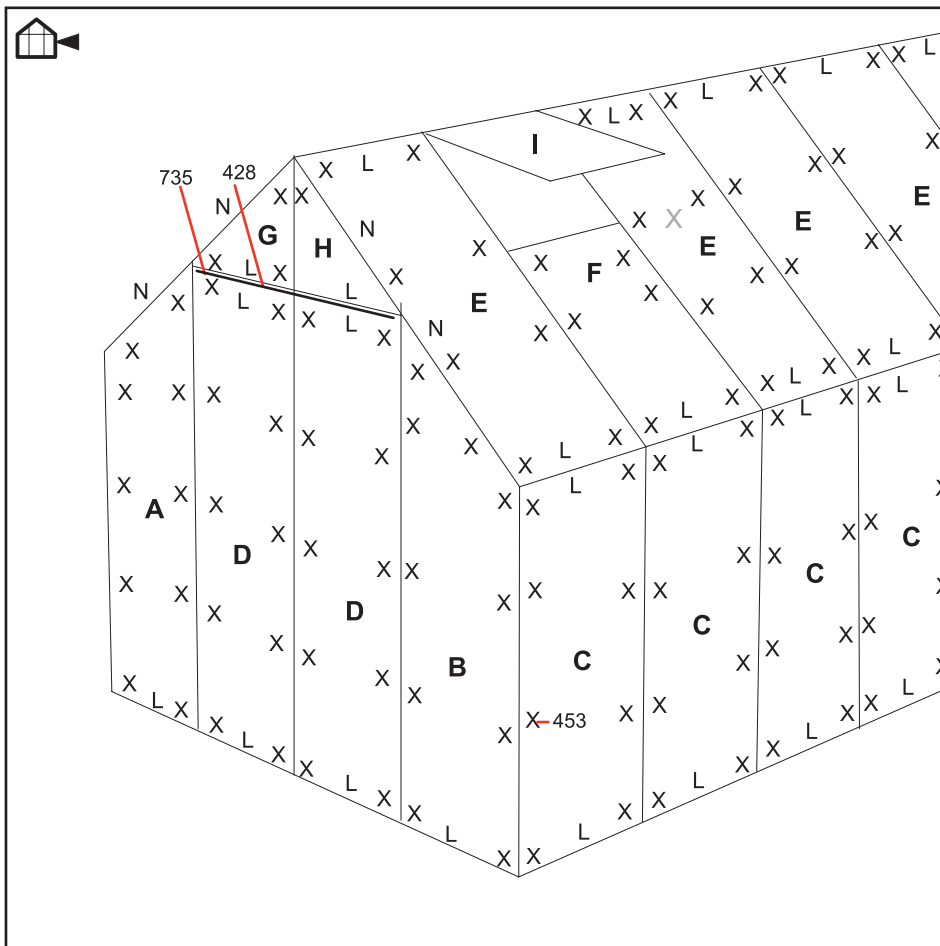 L
X X L
X X L
L X X
X L X X
I
L X
X
735 428
X X X
N
N
G H
X X X
X X
E E E
X X X
X
L X
N L
X X
X L X X X
E F
X X X
X L N
X X
X L X
X X X
X X X
X L X X
L X X L
X X L
X X X X
X L X
X X X
X L
X X X L
X X
X X
A
X X X
X X X
C C
D X X X
X X X
C
X X X
X X X
D
C
B C
X X
X X X
X X X
X L
L X X
X X 453
X L X X
X L X
X L X X
L X X
X L X
L X X